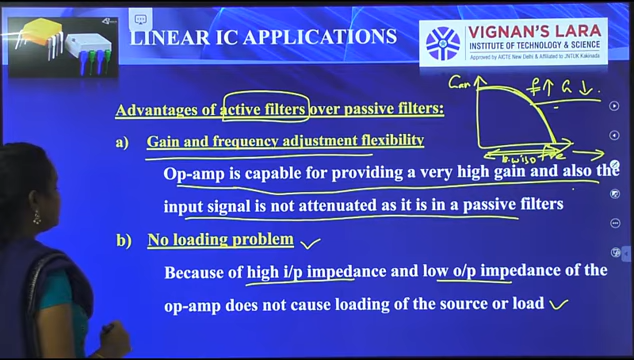 LINEAR IC APPLICATIONS
VIGNAN'S LARA
INSTITUTE OF TECHNOLOGY & SCIENCE
Approved by AICTE New Delhi & Affiliated to JNTUK Kakinada
Gain
f↑ G↓.
Advantages of active filters over passive filters:
a) Gain and frequency adjustment flexibility
Op-amp is capable for providing a very high gain and also the
input signal is not attenuated as it is in a passive filters
b) No loading problem
Because of high i/p impedance and low o/p impedance of the
op-amp does not cause loading of the source or load